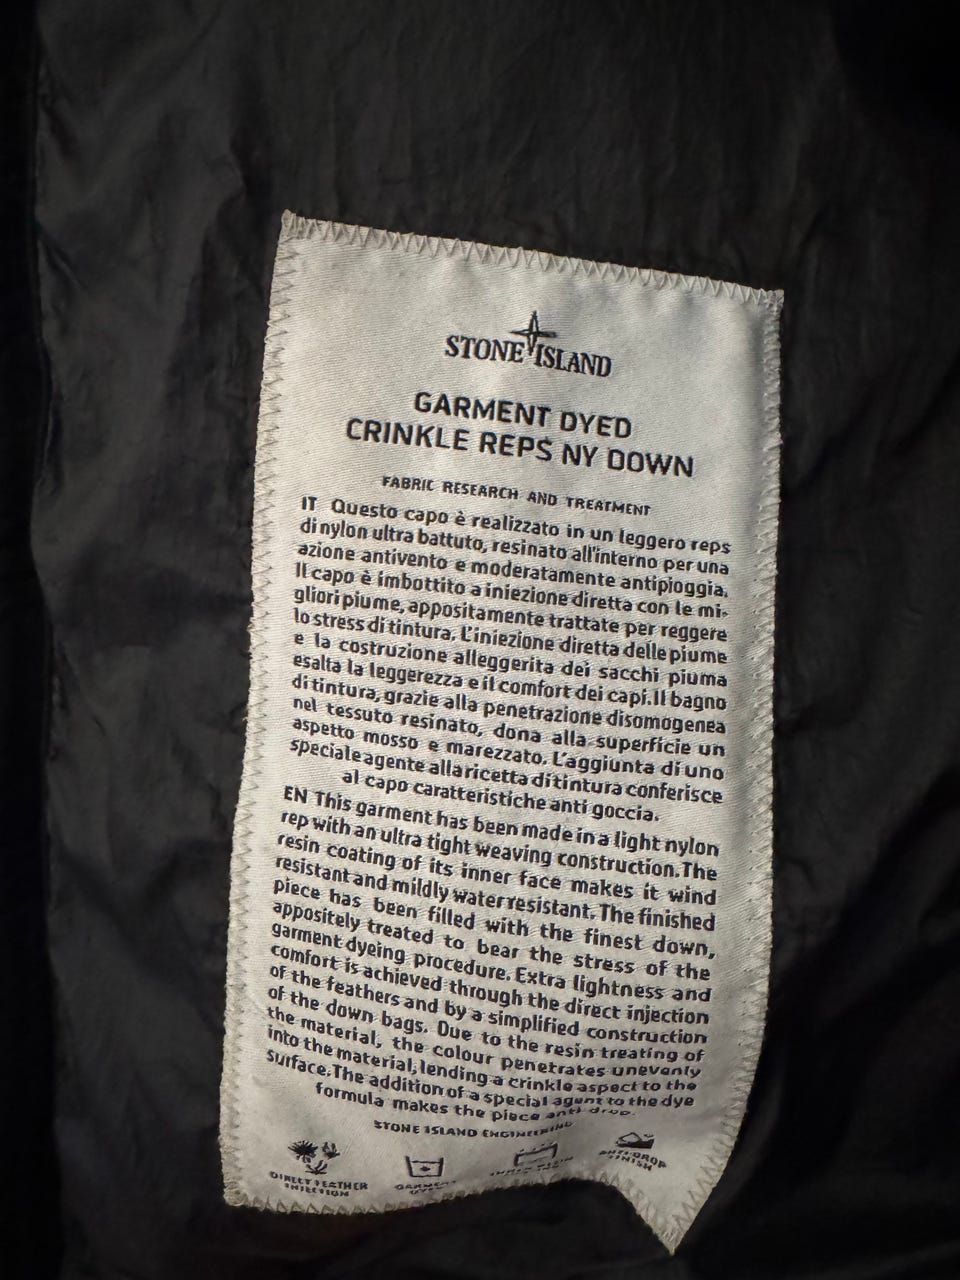 STONE ISLAND
GARMENT DYED
CRINKLE REPS NY DOWN
FABRIC RESEARCH AND TREATMENT
IT Questo capo è realizzato in un leggero reps
di nylon ultra battuto, resinato all'interno per una
azione antivento e moderatamente antipioggia.
Il capo è imbottito a iniezione diretta con le mi-
gliori piume, appositamente trattate per reggere
lo stress di tintura. L'iniezione diretta delle piume
e la costruzione alleggerita dei sacchi piuma
esalta la leggerezza e il comfort dei capi. Il bagno
di tintura, grazie alla penetrazione disomogenea
nel tessuto resinato, dona alla superficie un
aspetto mosso e marezzato. L'aggiunta di uno
speciale agente alla ricetta di tintura conferisce
al capo caratteristiche anti goccia.
EN This garment has been made in a light nylon
rep with an ultra tight weaving construction. The
resin coating of its inner face makes it wind
resistant and mildly water resistant. The finished
piece has been filled with the finest down,
appositely treated to bear the stress of the
garment dyeing procedure. Extra lightness and
comfort is achieved through the direct injection
of the feathers and by a simplified construction
of the down bags. Due to the resin treating of
the material, the colour penetrates unevenly
into the material, lending a crinkle aspect to the
surface. The addition of a special agent to the dye
formula makes the piece anti drop.
STONE ISLAND ENGINEERING
DIRECT FEATHER
INJECTION
GARMENT
DYED
ANTI-DROP
FINISH